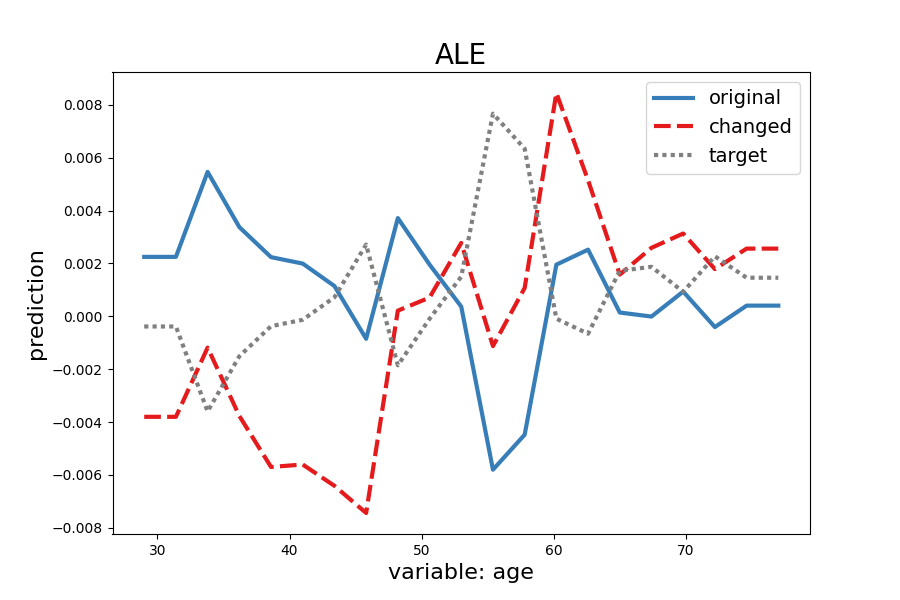 ALE
original
changed
target
prediction
0.008
0.006
0.004
0.002
0.000
−0.002
−0.004
−0.006
−0.008
30 40 50 60 70
variable: age